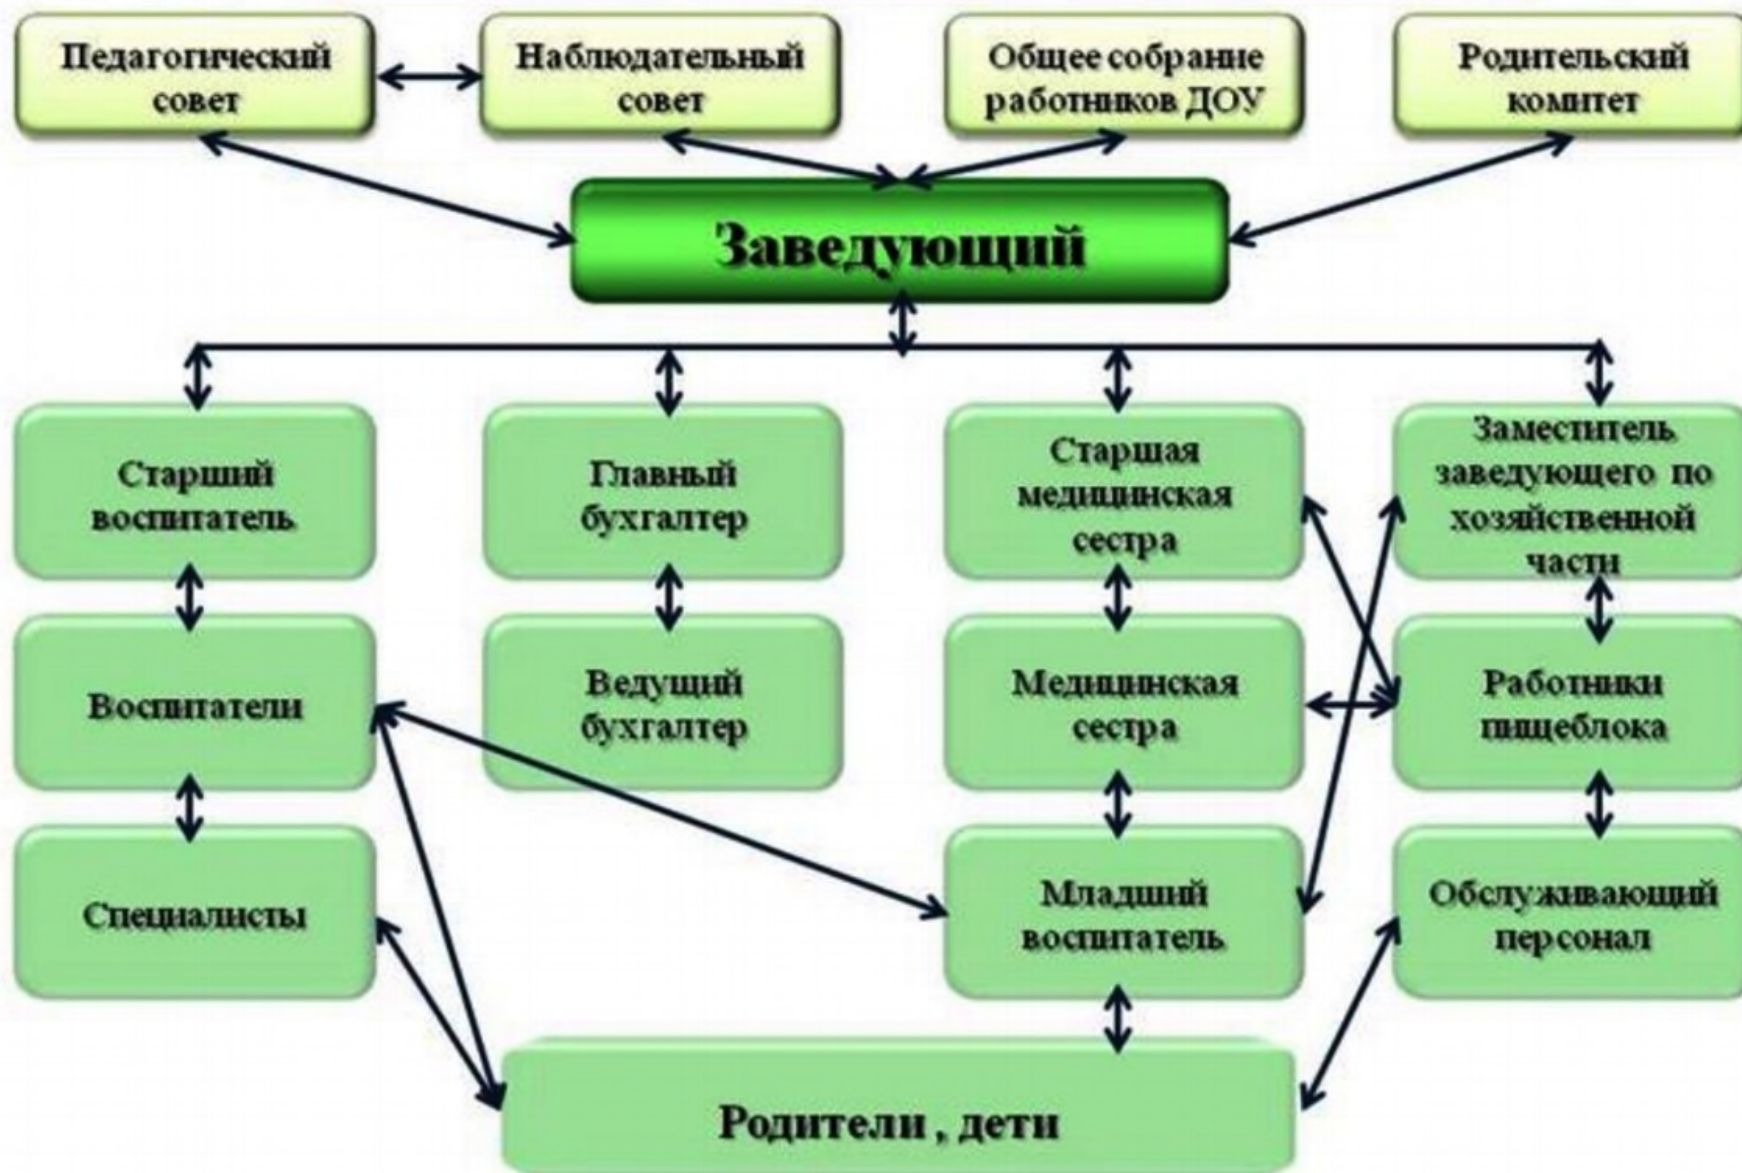 Педагогический
совет
Наблюдательный
совет
Общее собрание
работников ДОУ
Родительский
комитет
Заведующий
Старший
воспитатель
Главный
бухгалтер
Старшая
медицинская
сестра
Заместитель
заведующего по
хозяйственной
части
Воспитатели
Ведущий
бухгалтер
Медицинская
сестра
Работники
пищеблока
Специалисты
Младший
воспитатель
Обслуживающий
персонал
Родители , дети